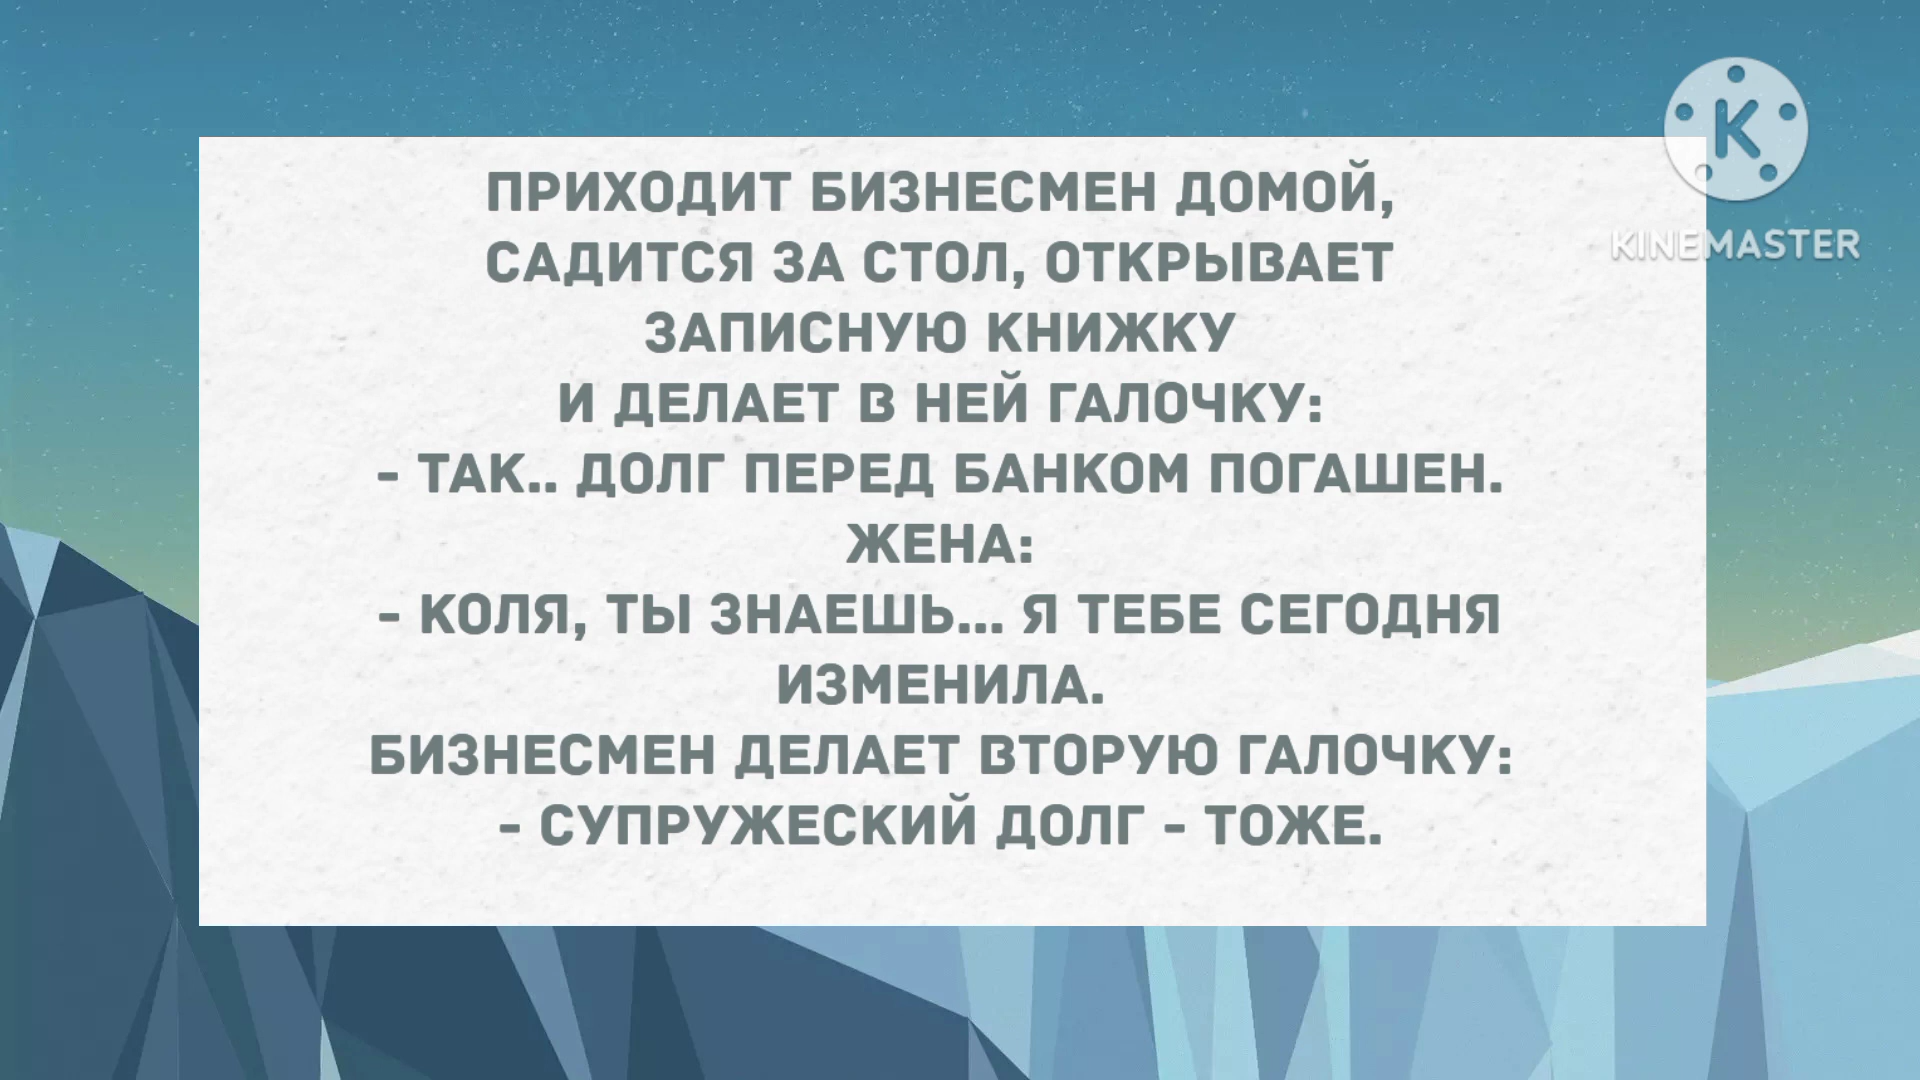 ПРИХОДИТ БИЗНЕСМЕН ДОМОЙ,
САДИТСЯ ЗА СТОЛ, ОТКРЫВАЕТ
ЗАПИСНУЮ КНИЖКУ
И ДЕЛАЕТ В НЕЙ ГАЛОЧКУ:
- ТАК.. ДОЛГ ПЕРЕД БАНКОМ ПОГАШЕН.
ЖЕНА:
- КОЛЯ, ТЫ ЗНАЕШЬ... Я ТЕБЕ СЕГОДНЯ
ИЗМЕНИЛА.
БИЗНЕСМЕН ДЕЛАЕТ ВТОРУЮ ГАЛОЧКУ:
- СУПРУЖЕСКИЙ ДОЛГ - ТОЖЕ.
K
KINEMASTER